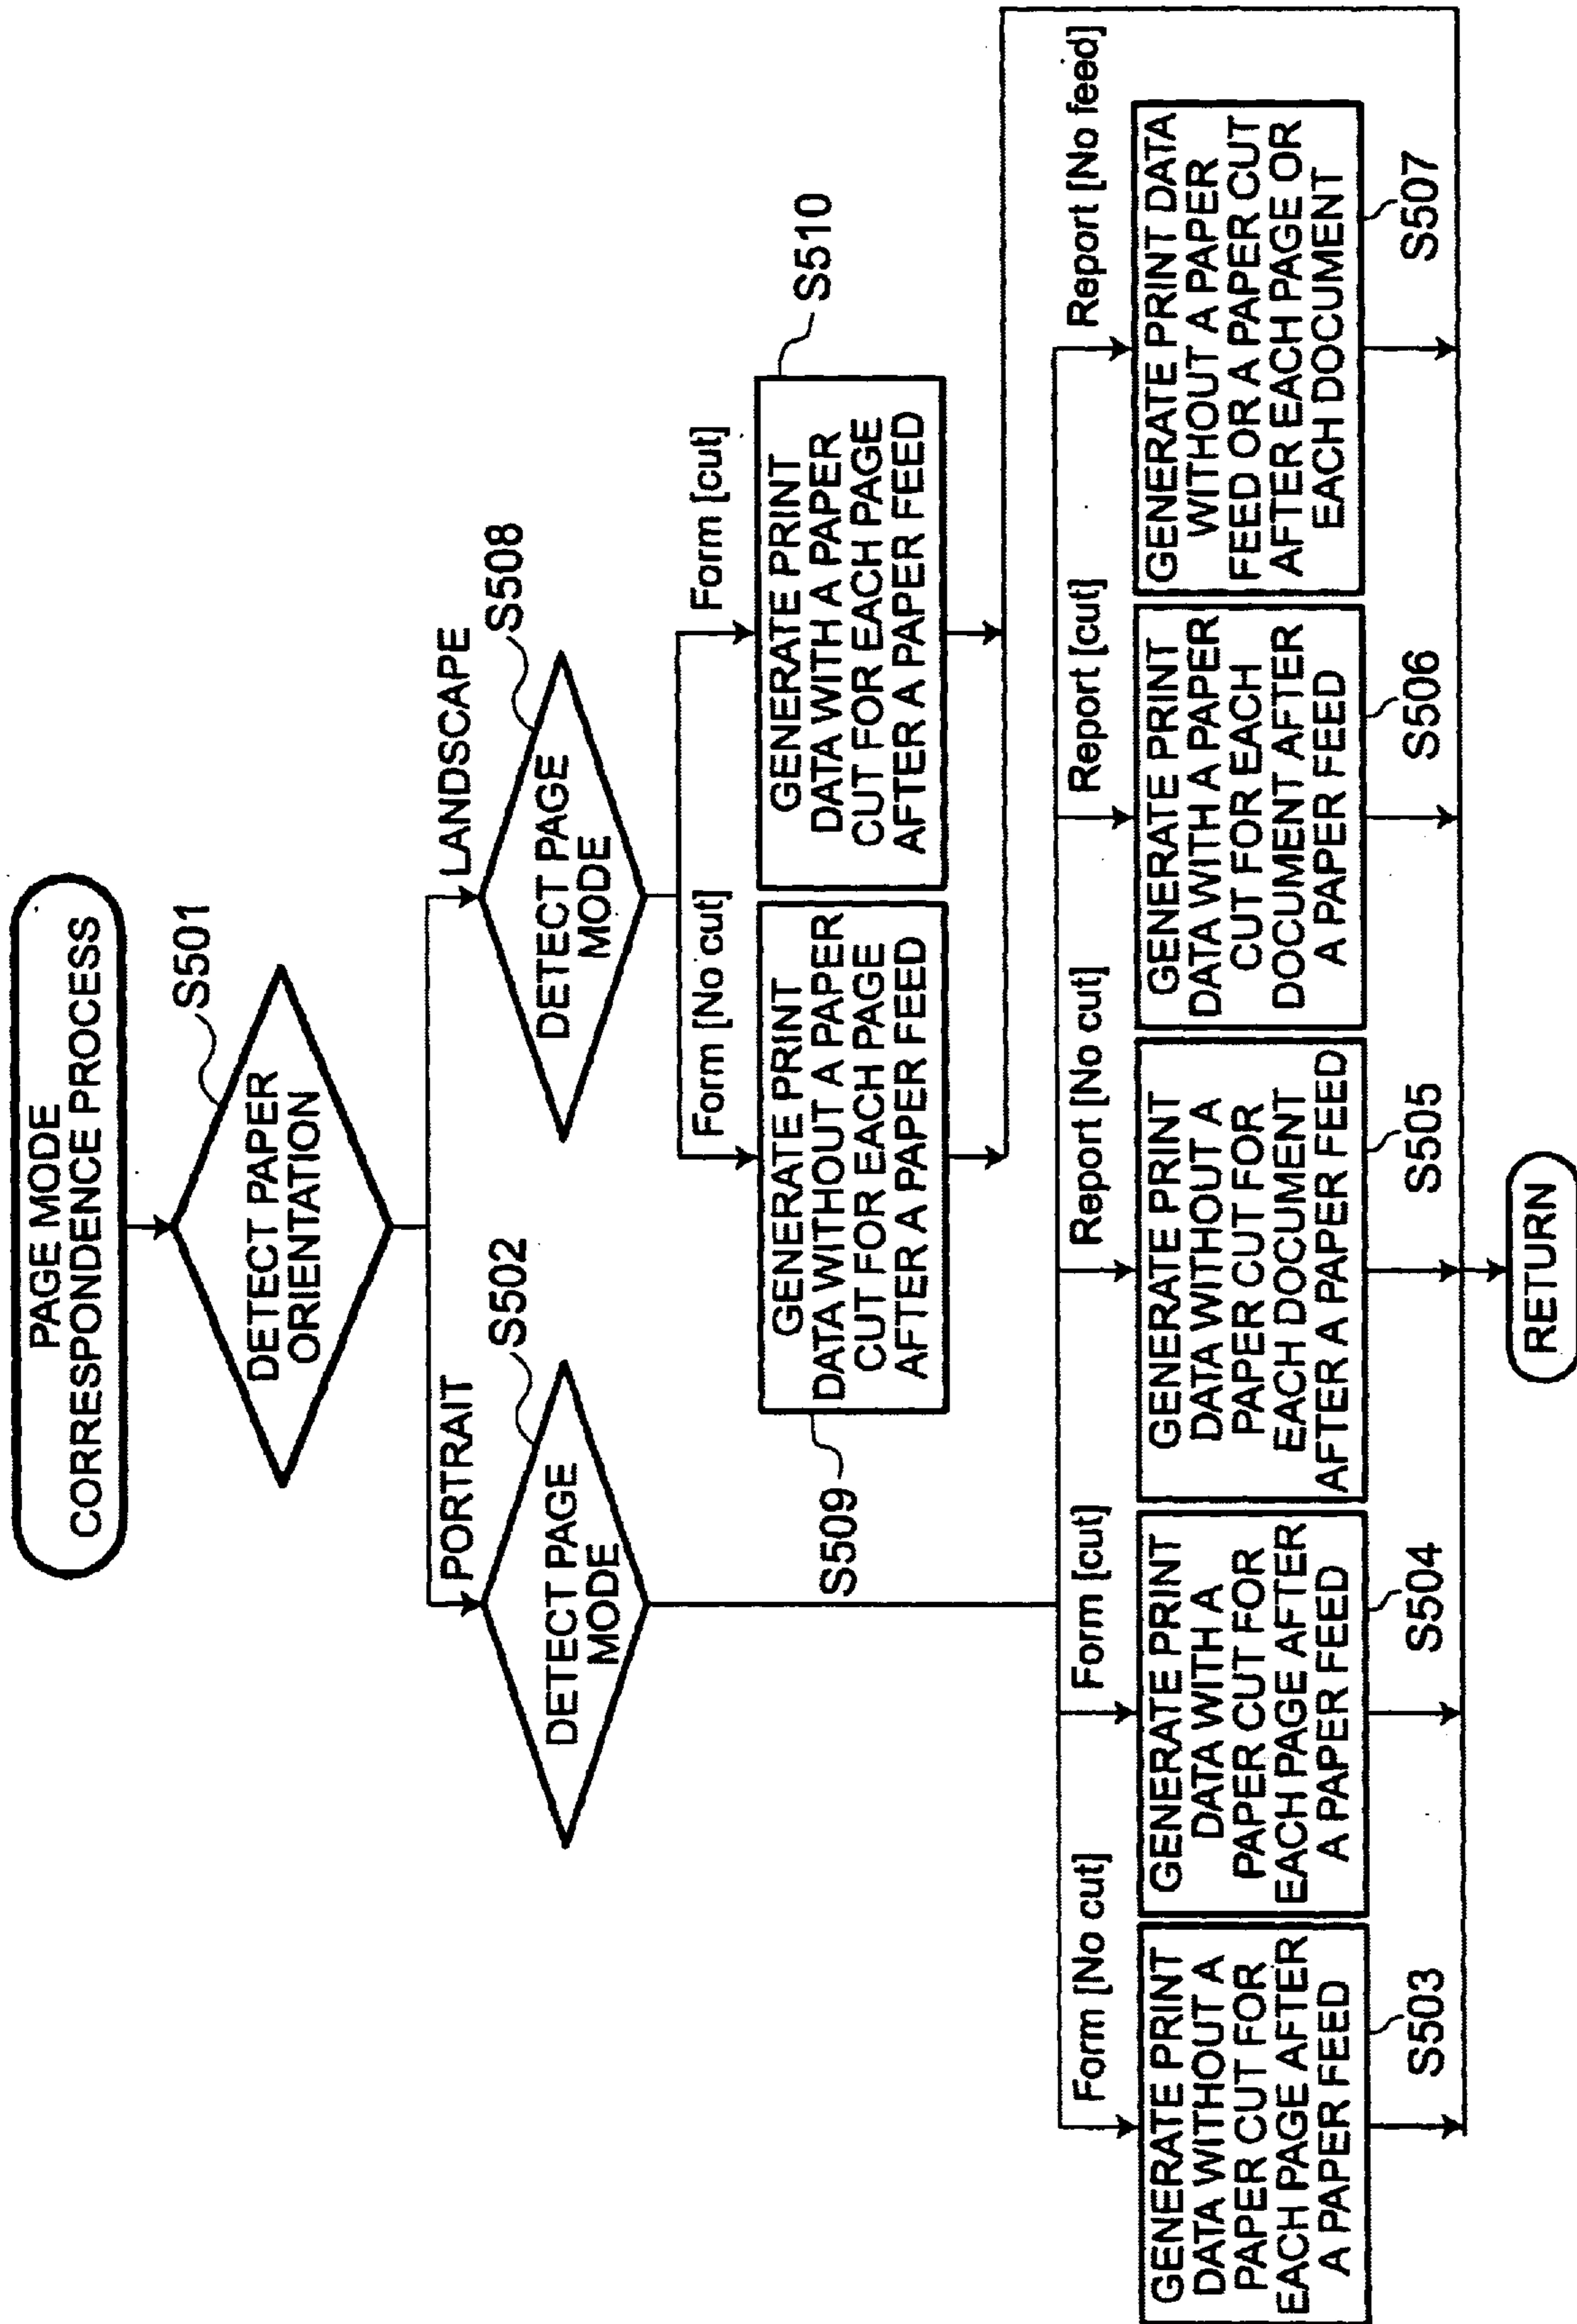 PAGE MODE
CORRESPONDENCE PROCESS
S501
DETECT PAPER
ORIENTATION
PORTRAIT
LANDSCAPE
S502
DETECT PAGE
MODE
S508
DETECT PAGE
MODE
Form [No cut]
Form [cut]
S509
GENERATE PRINT
DATA WITHOUT A PAPER
CUT FOR EACH PAGE
AFTER A PAPER FEED
S510
GENERATE PRINT
DATA WITH A PAPER
CUT FOR EACH PAGE
AFTER A PAPER FEED
Form [No cut]
Form [cut]
Report [No cut]
Report [cut]
Report [No feed]
GENERATE PRINT
DATA WITHOUT A
PAPER CUT FOR
EACH PAGE AFTER
A PAPER FEED
S503
GENERATE PRINT
DATA WITH A
PAPER CUT FOR
EACH PAGE AFTER
A PAPER FEED
S504
GENERATE PRINT
DATA WITHOUT A
PAPER CUT FOR
EACH DOCUMENT
AFTER A PAPER FEED
S505
GENERATE PRINT
DATA WITH A PAPER
CUT FOR EACH
DOCUMENT AFTER
A PAPER FEED
S506
GENERATE PRINT DATA
WITHOUT A PAPER
FEED OR A PAPER CUT
AFTER EACH PAGE OR
EACH DOCUMENT
S507
RETURN